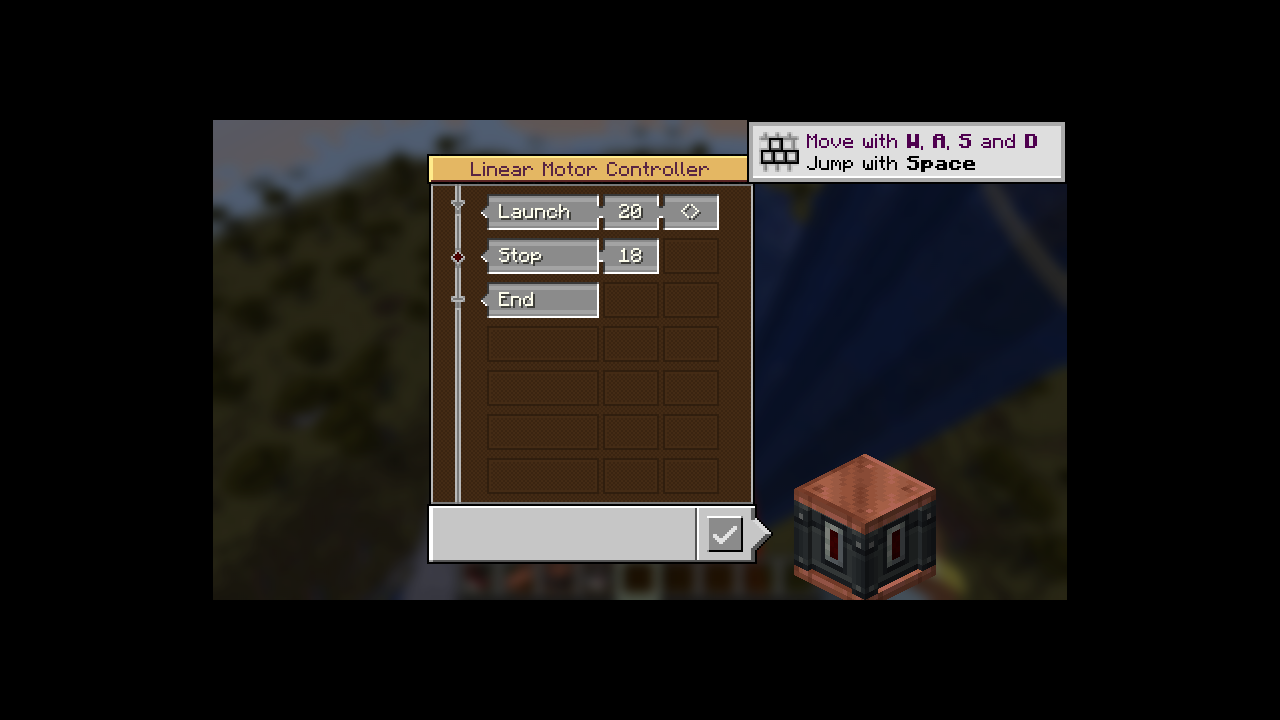 Move with W, A, S and D
Jump with Space
Linear Motor Controller
Launch 20 <>
Stop 18
End